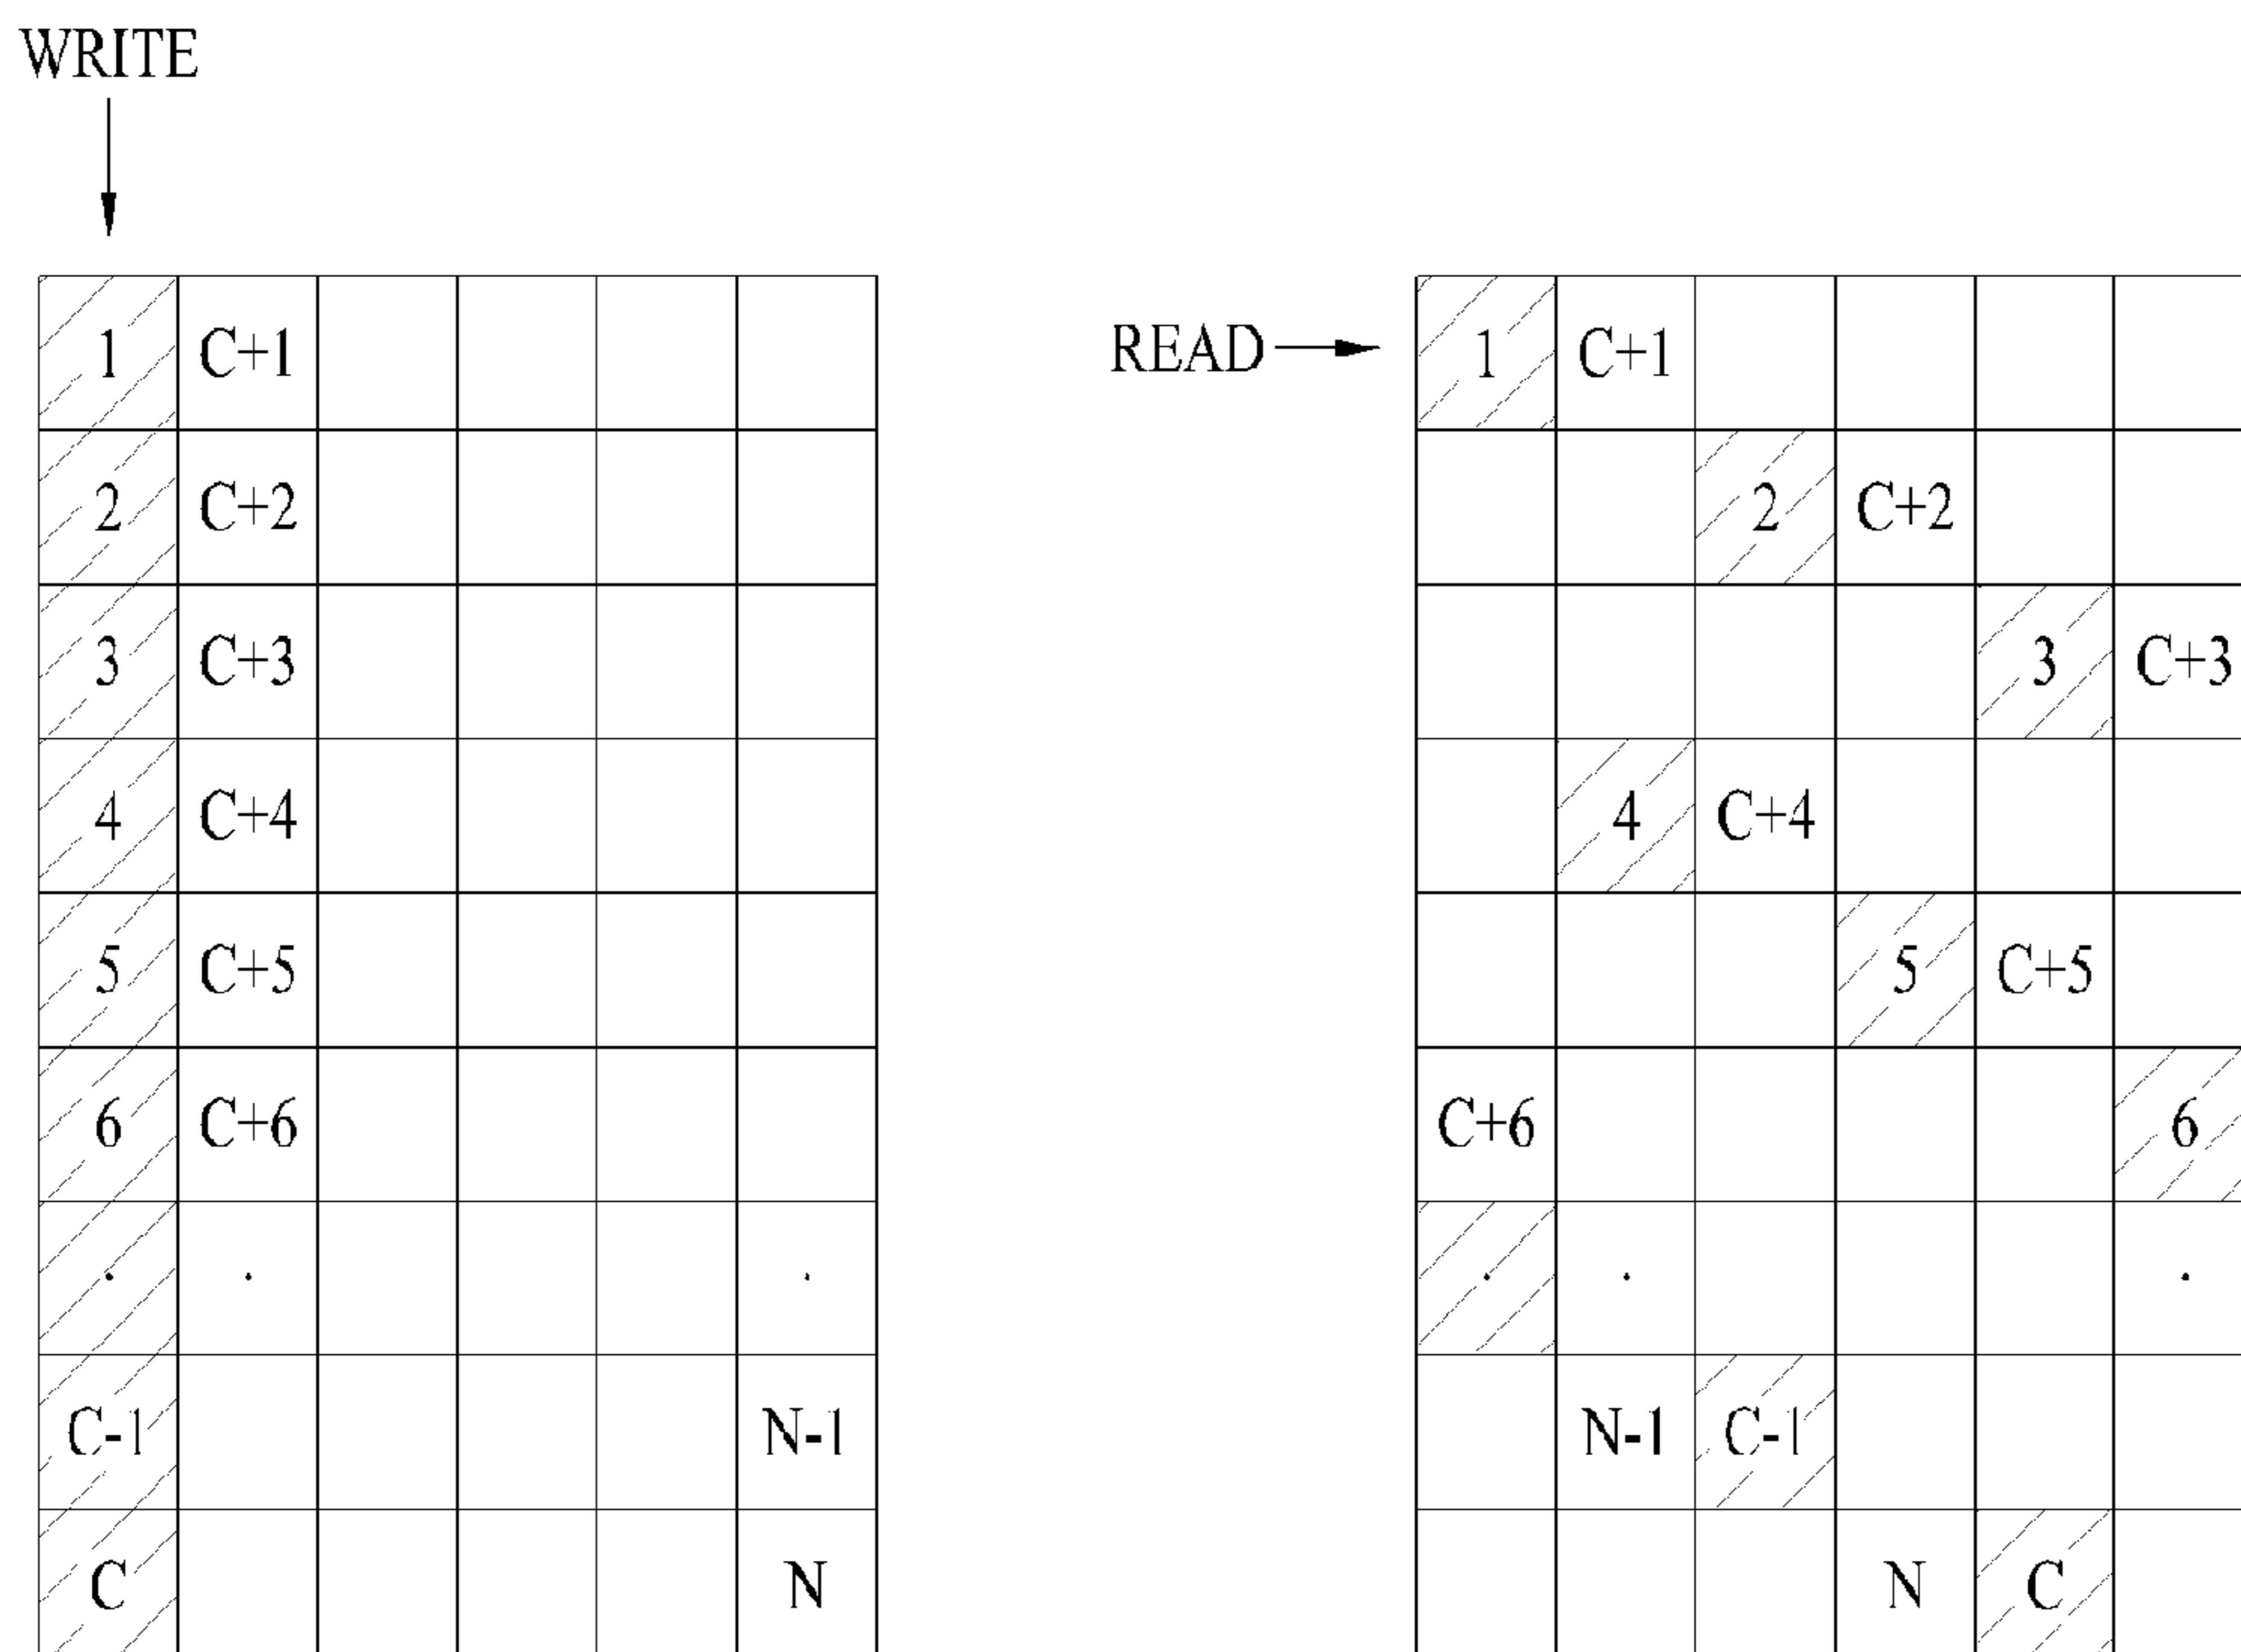 WRITE
1 C+1
2 C+2
3 C+3
4 C+4
5 C+5
6 C+6
. . .
C-1 N-1
C N
READ
1 C+1
2 C+2
3 C+3
4 C+4
5 C+5
C+6 6
. . .
N-1 C-1
N C